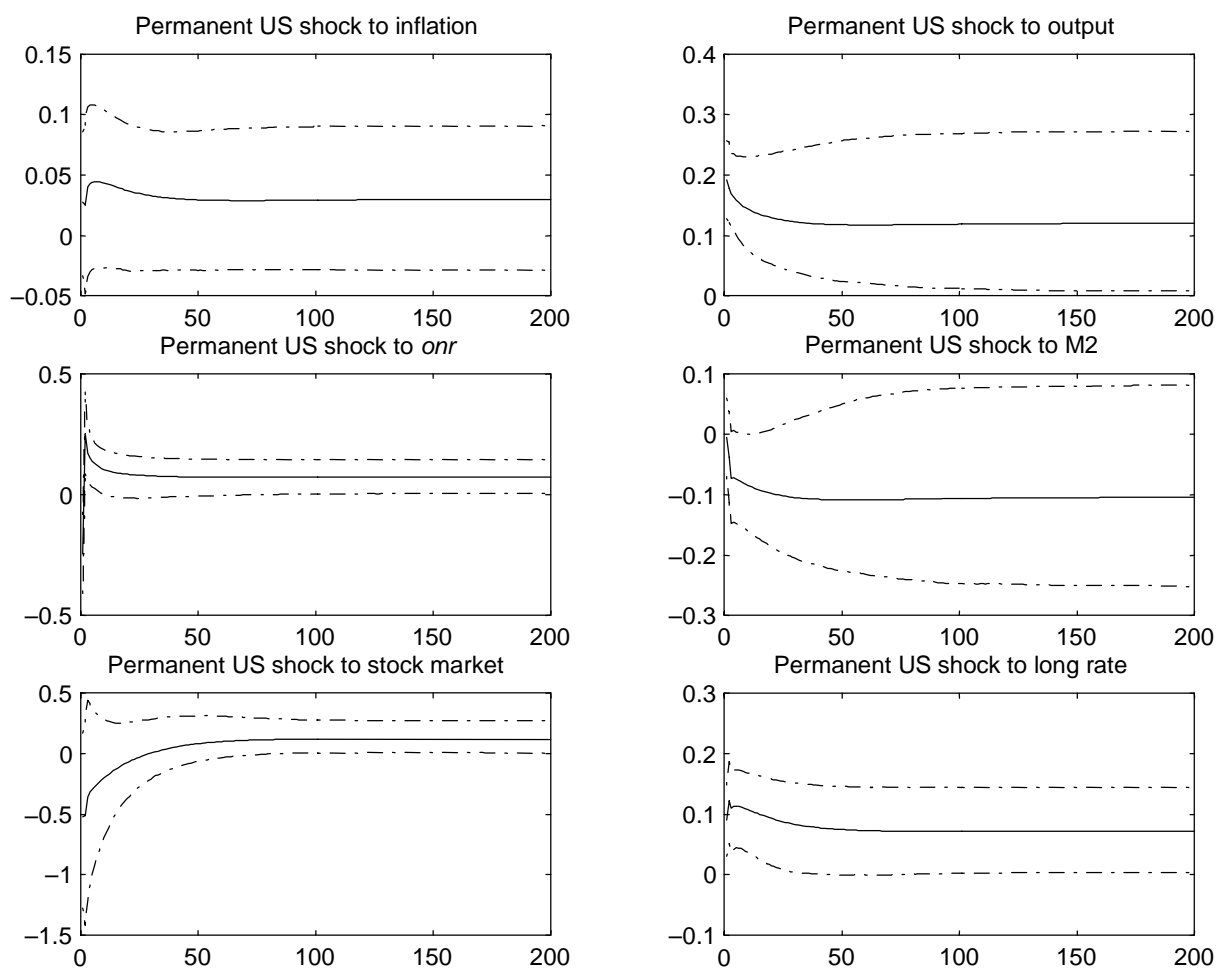 Permanent US shock to inflation
0.15
0.1
0.05
0
–0.05
0 50 100 150 200
Permanent US shock to output
0.4
0.3
0.2
0.1
0
0 50 100 150 200
Permanent US shock to onr
0.5
0
–0.5
0 50 100 150 200
Permanent US shock to M2
0.1
0
–0.1
–0.2
–0.3
0 50 100 150 200
Permanent US shock to stock market
0.5
0
–0.5
–1
–1.5
0 50 100 150 200
Permanent US shock to long rate
0.3
0.2
0.1
0
–0.1
0 50 100 150 200